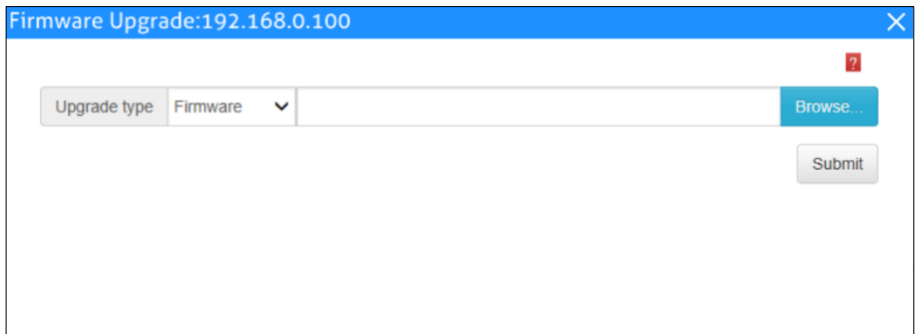 Firmware Upgrade:192.168.0.100
?
Upgrade type Firmware Browse...
Submit